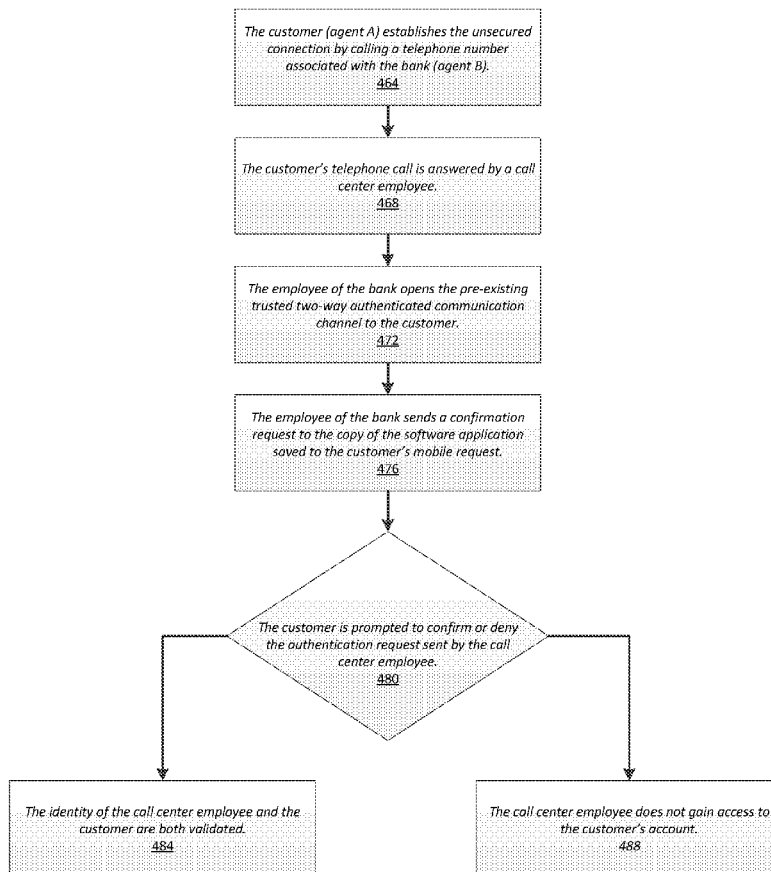 The customer (agent A) establishes the unsecured
connection by calling a telephone number
associated with the bank (agent B).
464
The customer's telephone call is answered by a call
center employee.
468
The employee of the bank opens the pre-existing
trusted two-way authenticated communication
channel to the customer.
472
The employee of the bank sends a confirmation
request to the copy of the software application
saved to the customer's mobile request.
476
The customer is prompted to confirm or deny
the authentication request sent by the call
center employee.
480
The identity of the call center employee and the
customer are both validated.
484
The call center employee does not gain access to
the customer's account.
488